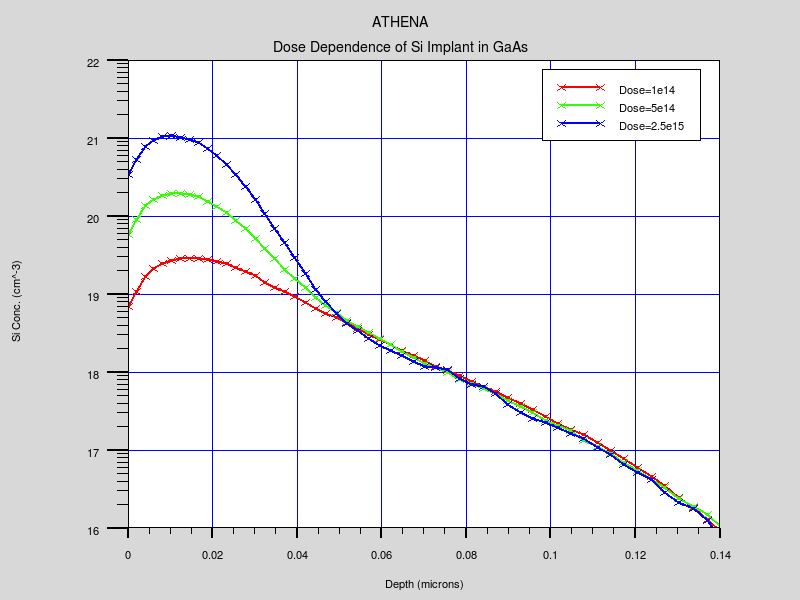 ATHENA
Dose Dependence of Si Implant in GaAs
Dose=1e14
Dose=5e14
Dose=2.5e15
22
21
20
19
18
17
16
Si Conc. (cm^-3)
0 0.02 0.04 0.06 0.08 0.1 0.12 0.14
Depth (microns)